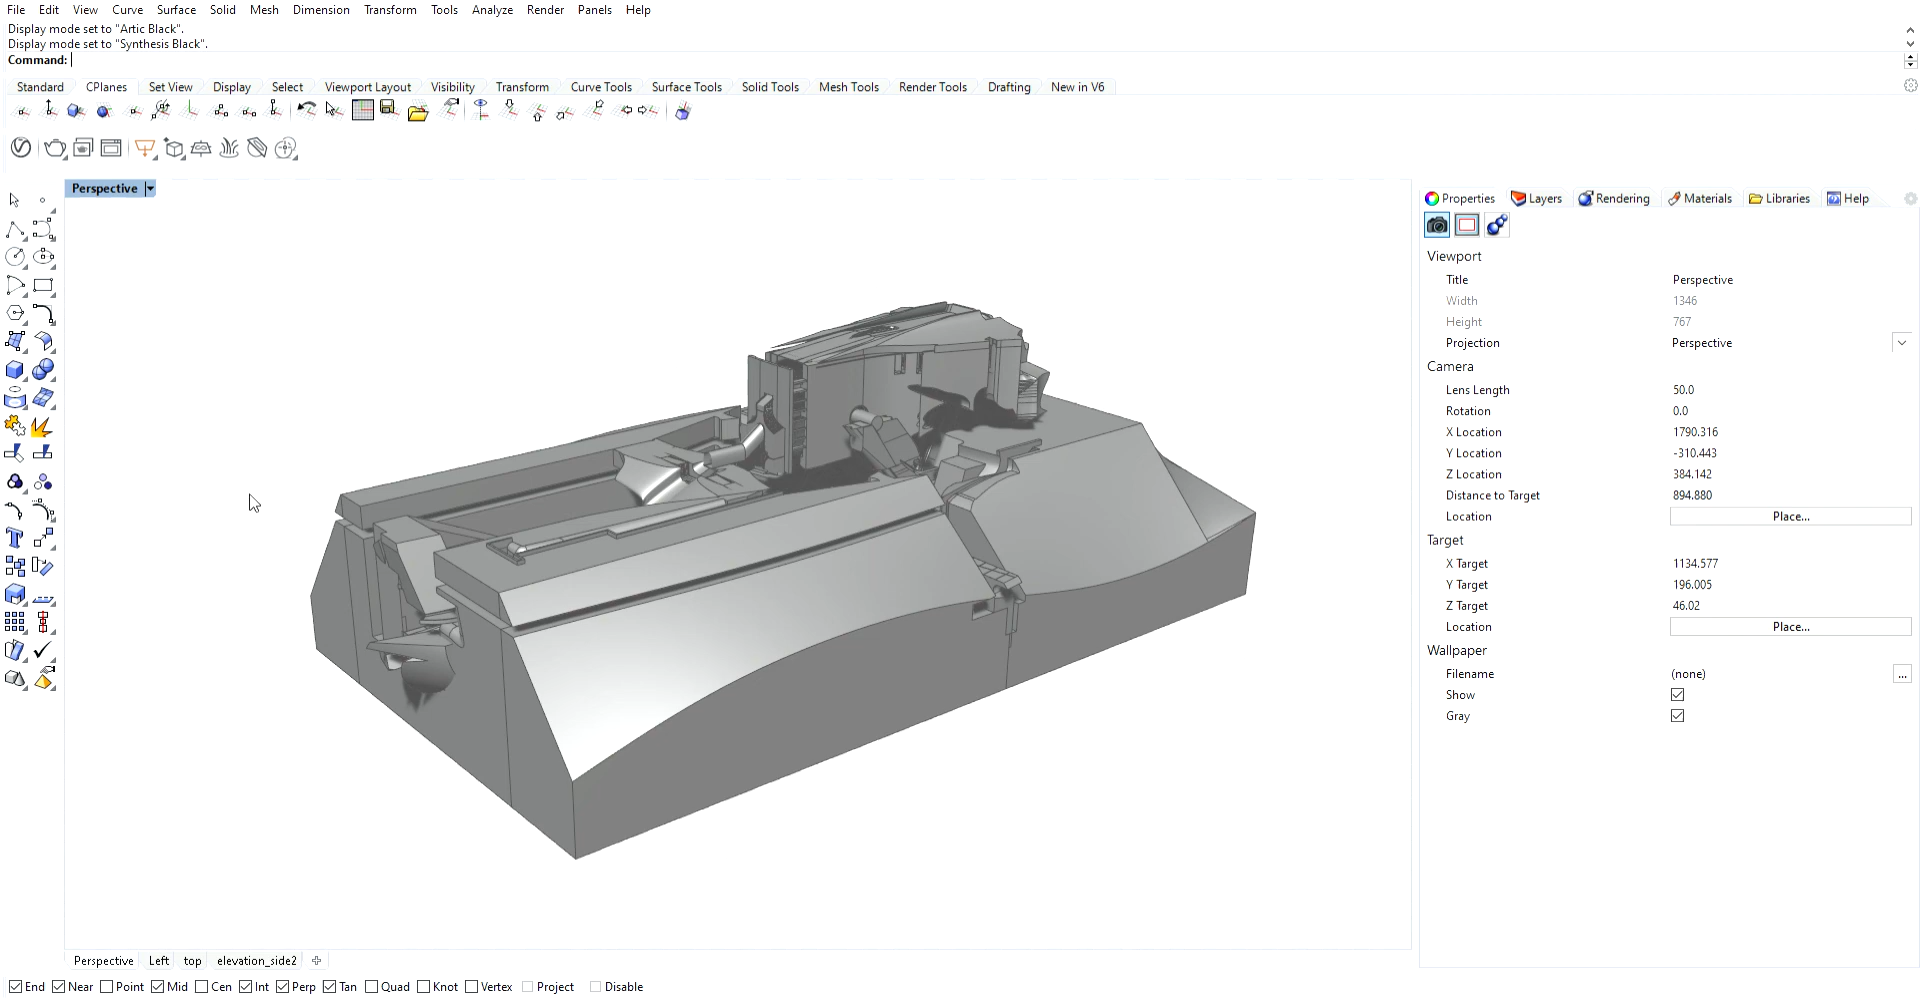 File Edit View Curve Surface Solid Mesh Dimension Transform Tools Analyze Render Panels Help
Display mode set to "Artic Black".
Display mode set to "Synthesis Black".
Command:
Standard CPlanes Set View Display Select Viewport Layout Visibility Transform Curve Tools Surface Tools Solid Tools Mesh Tools Render Tools Drafting New in V6
Perspective
Properties Layers Rendering Materials Libraries Help
Viewport
Title Perspective
Width 1346
Height 767
Projection Perspective
Camera
Lens Length 50.0
Rotation 0.0
X Location 1790.316
Y Location -310.443
Z Location 384.142
Distance to Target 894.880
Location Place...
Target
X Target 1134.577
Y Target 196.005
Z Target 46.02
Location Place...
Wallpaper
Filename (none) ...
Show
Gray
Perspective Left top elevation_side2
End Near Point Mid Cen Int Perp Tan Quad Knot Vertex Project Disable